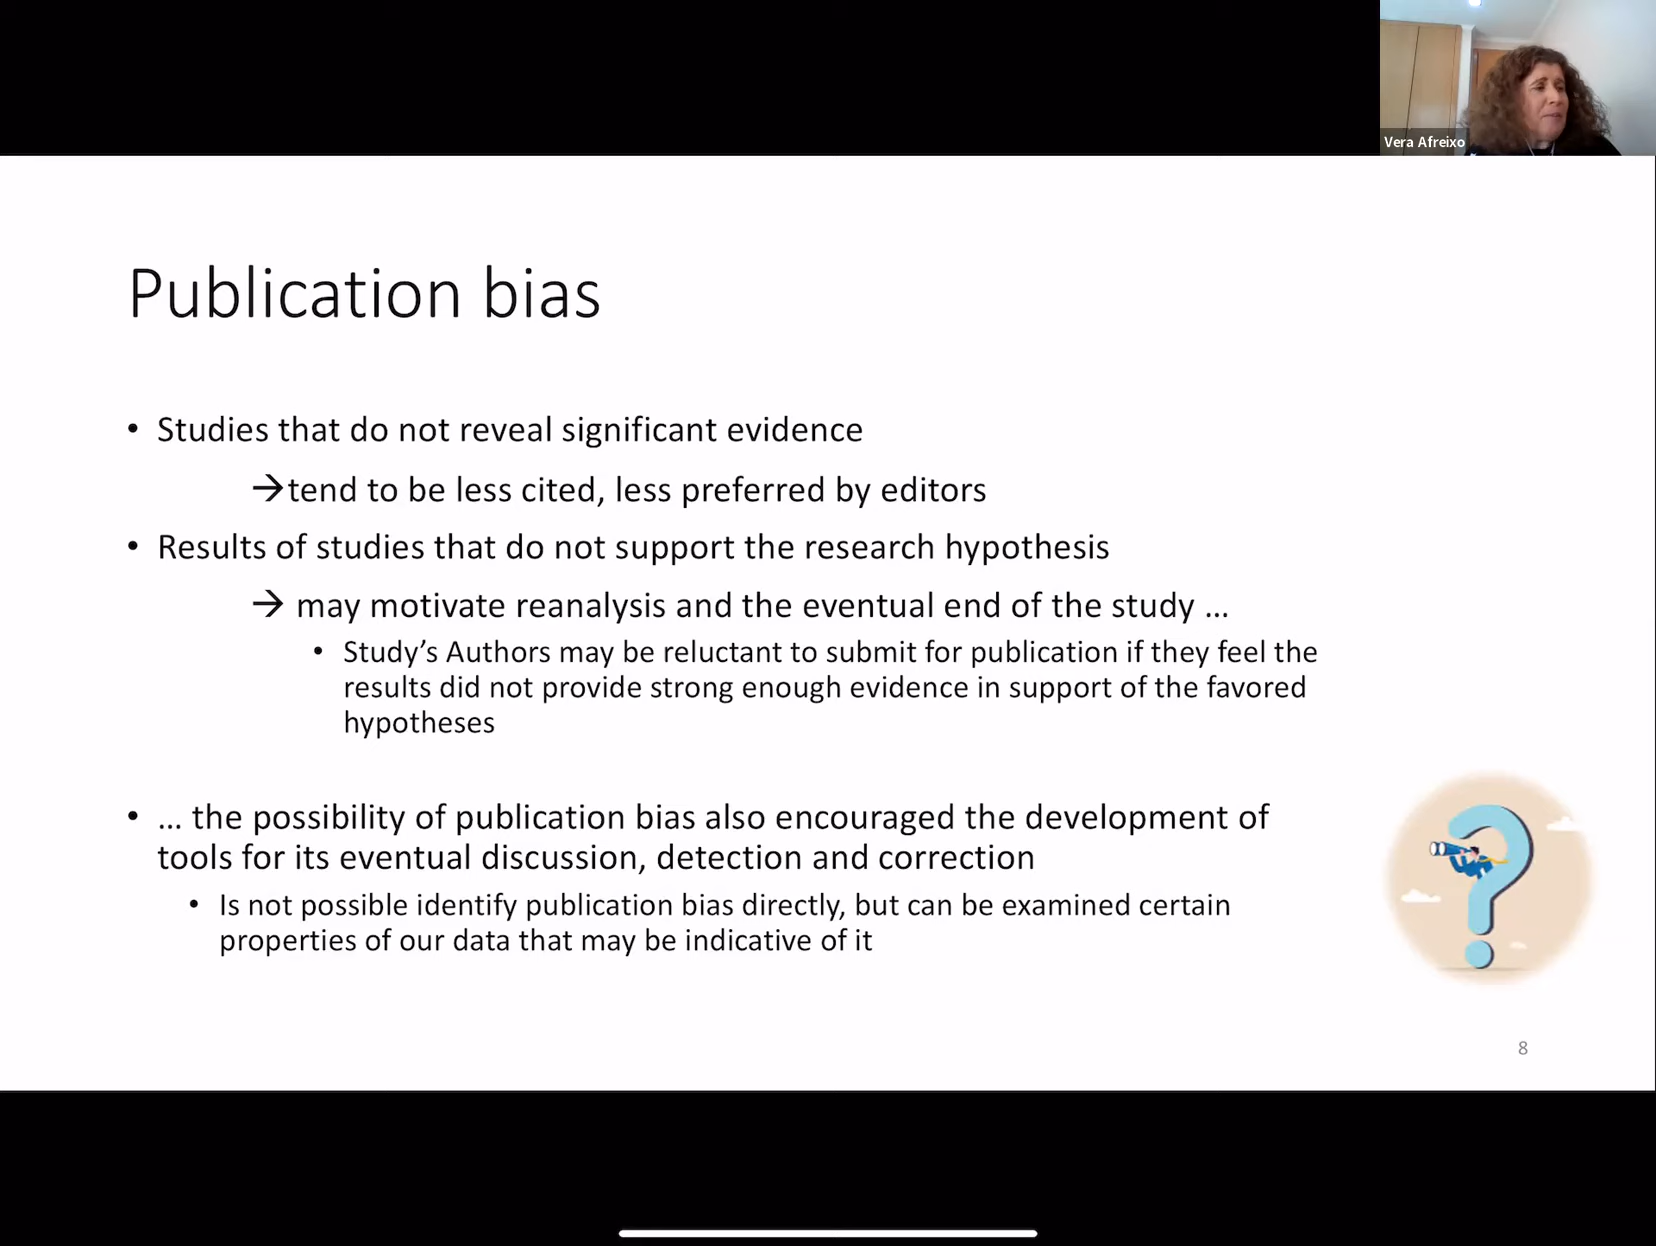 Vera Afreixo
Publication bias
• Studies that do not reveal significant evidence
→tend to be less cited, less preferred by editors
• Results of studies that do not support the research hypothesis
→ may motivate reanalysis and the eventual end of the study …
• Study’s Authors may be reluctant to submit for publication if they feel the
results did not provide strong enough evidence in support of the favored
hypotheses
• … the possibility of publication bias also encouraged the development of
tools for its eventual discussion, detection and correction
• Is not possible identify publication bias directly, but can be examined certain
properties of our data that may be indicative of it
8